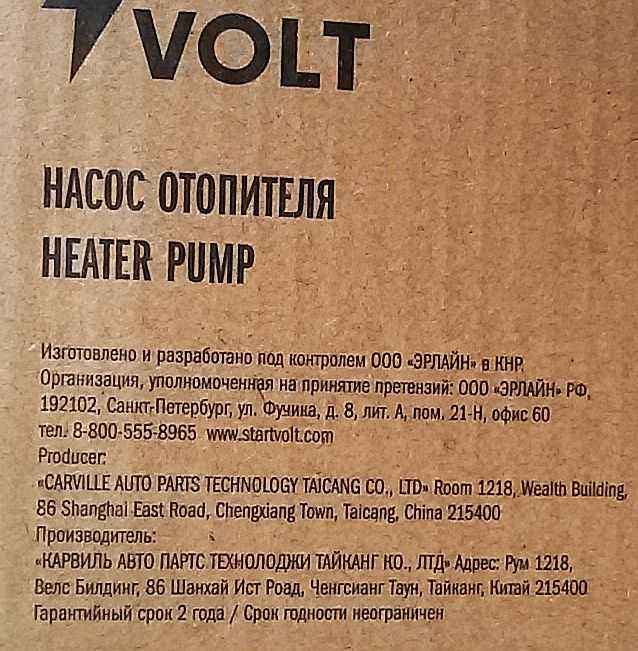 VOLT
НАСОС ОТОПИТЕЛЯ
HEATER PUMP
Изготовлено и разработано под контролем ООО «ЭРЛАЙН» в КНР.
Организация, уполномоченная на принятие претензий: ООО «ЭРЛАЙН» РФ,
192102, Санкт-Петербург, ул. Фучика, д. 8, лит. А, пом. 21-Н, офис 60
тел. 8-800-555-8965 www.startvolt.com
Producer:
«CARVILLE AUTO PARTS TECHNOLOGY TAICANG CO., LTD» Room 1218, Wealth Building,
86 Shanghai East Road, Chengxiang Town, Taicang, China 215400
Производитель:
«КАРВИЛЬ АВТО ПАРТС ТЕХНОЛОДЖИ ТАЙКАНГ КО., ЛТД» Адрес: Рум 1218,
Велс Билдинг, 86 Шанхай Ист Роад, Ченгсианг Таун, Тайканг, Китай 215400
Гарантийный срок 2 года / Срок годности неограничен